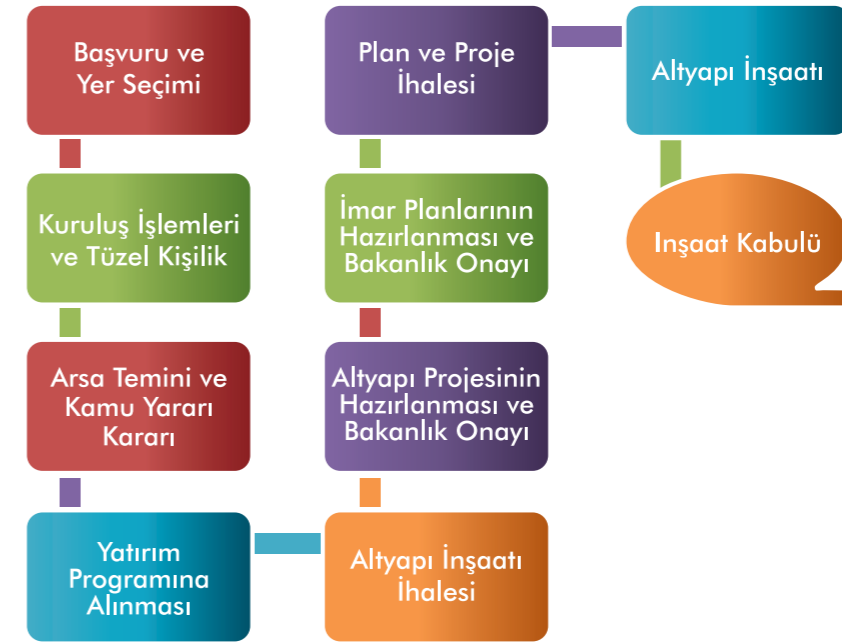 Başvuru ve
Yer Seçimi
Kuruluş İşlemleri
ve Tüzel Kişilik
Arsa Temini ve
Kamu Yararı
Kararı
Yatırım
Programına
Alınması
Altyapı İnşaatı
İhalesi
Altyapı Projesinin
Hazırlanması ve
Bakanlık Onayı
İmar Planlarının
Hazırlanması ve
Bakanlık Onayı
Plan ve Proje
İhalesi
Altyapı İnşaatı
Inşaat Kabulü